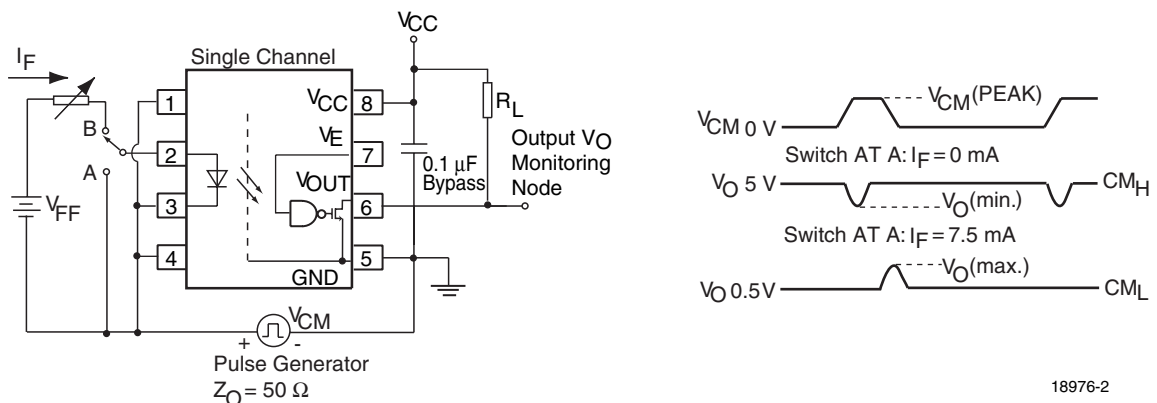 VCC
IF
Single Channel
1
2
3
4
VCC 8
VE
7
VOUT
6
5
GND
B
A
VFF
RL
0.1 μF
Bypass
Output VO
Monitoring
Node
VCM
+ -
Pulse Generator
ZO = 50 Ω
VCM 0 V
VCM (PEAK)
Switch AT A: IF = 0 mA
VO 5 V
CMH
VO (min.)
Switch AT A: IF = 7.5 mA
VO (max.)
VO 0.5 V
CML
18976-2